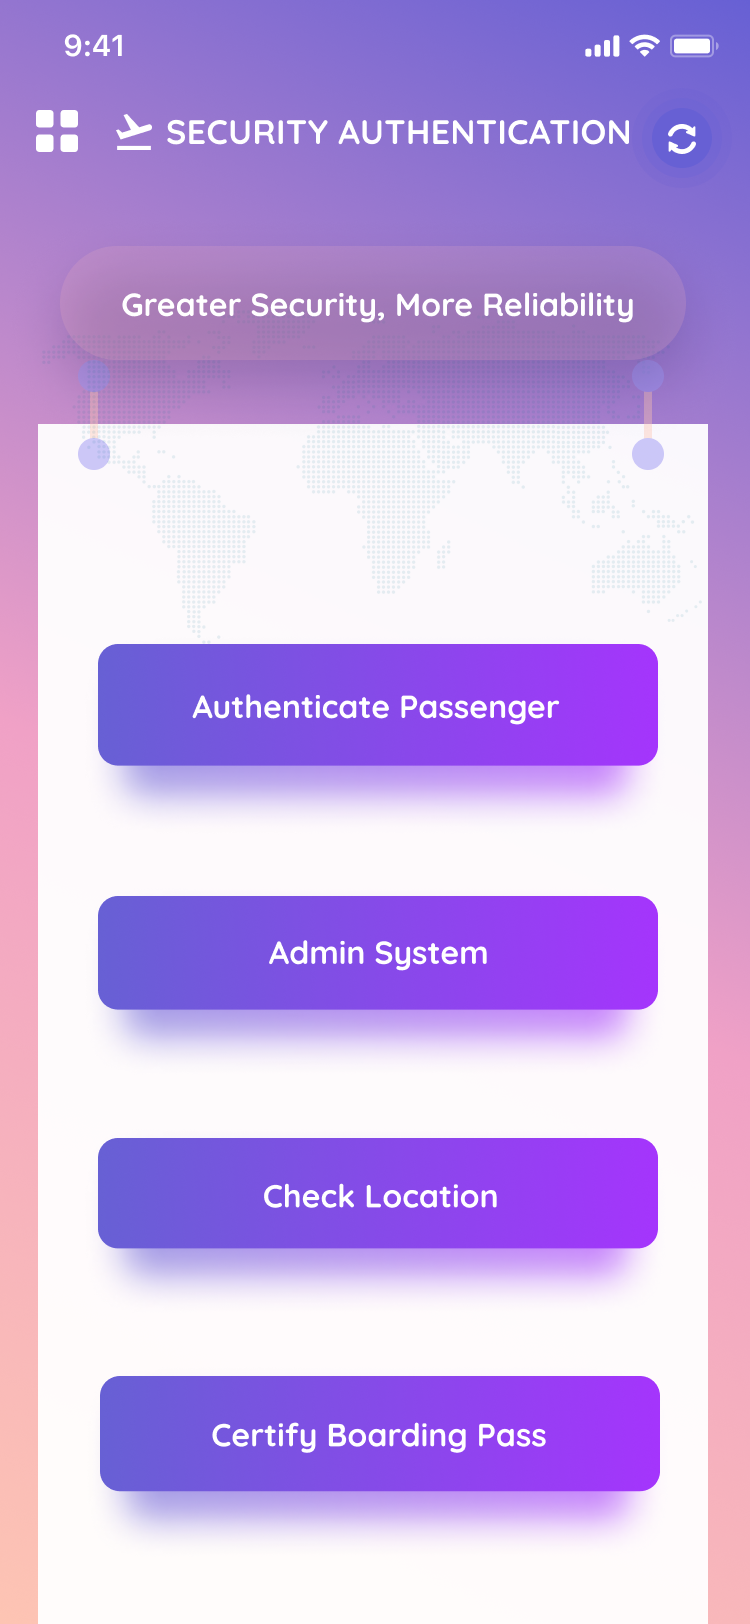 9:41
SECURITY AUTHENTICATION
Greater Security, More Reliability
Authenticate Passenger
Admin System
Check Location
Certify Boarding Pass